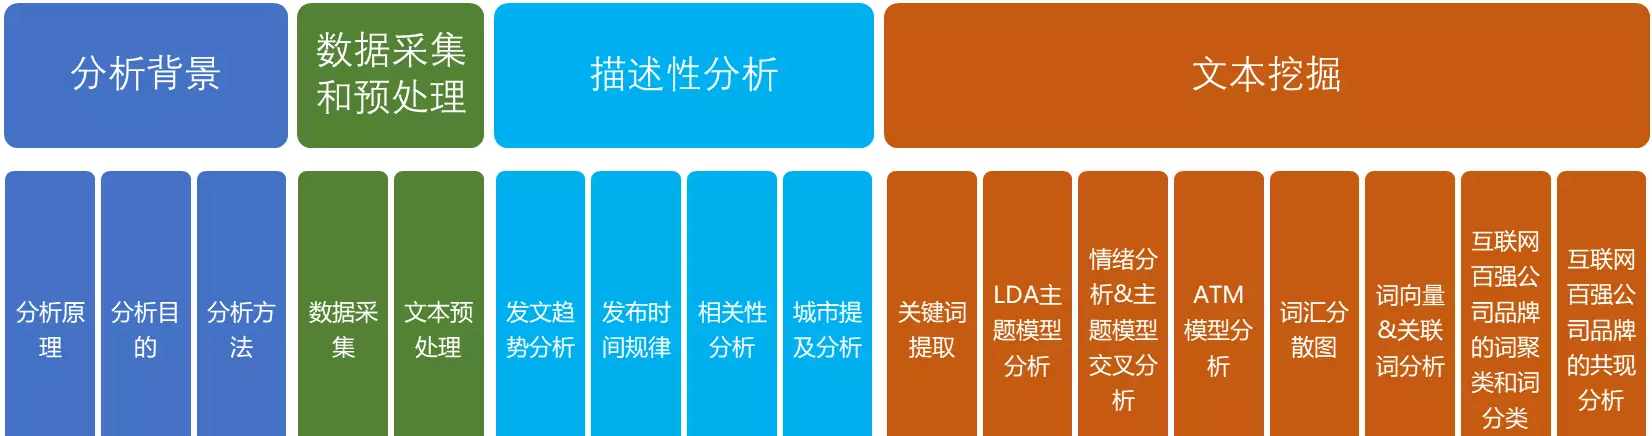 分析背景
数据采集
和预处理
描述性分析
文本挖掘
分析原
理
分析目
的
分析方
法
数据采
集
文本预
处理
发文趋
势分析
发布时
间规律
相关性
分析
城市提
及分析
关键词
提取
LDA主
题模型
分析
情绪分
析&主
题模型
交叉分
析
ATM
模型分
析
词汇分
散图
词向量
&关联
词分析
互联网
百强公
司品牌
的词聚
类和词
分类
互联网
百强公
司品牌
的共现
分析